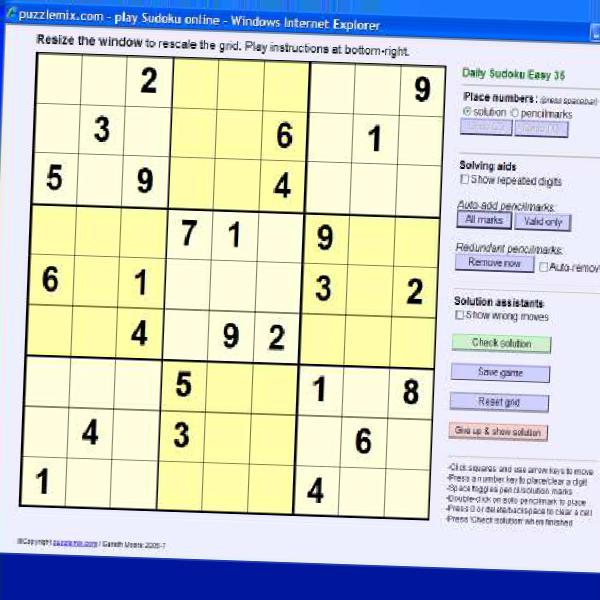 puzzlemix.com - play Sudoku online - Windows Internet Explorer
Resize the window to rescale the grid. Play instructions at bottom-right.
2 9
3 6 1
5 9 4
7 1 9
6 1 3 2
4 9 2
5 1 8
4 3 6
1 4
Daily Sudoku Easy 35
Place numbers: (press spacebar)
solution pencilmarks
Solving aids
Show repeated digits
Auto-add pencilmarks:
All marks Valid only
Redundant pencilmarks:
Remove now Auto-remov
Solution assistants
Show wrong moves
Check solution
Save game
Reset grid
Give up & show solution
-Click squares and use arrow keys to move
-Press a number key to place/clear a digit
-Space toggles pencil/solution marks
-Double-click on solo pencilmark to place
-Press 0 or delete/backspace to clear a cell
-Press 'Check solution' when finished
©Copyright puzzlemix.com / Gareth Moore 2005-7